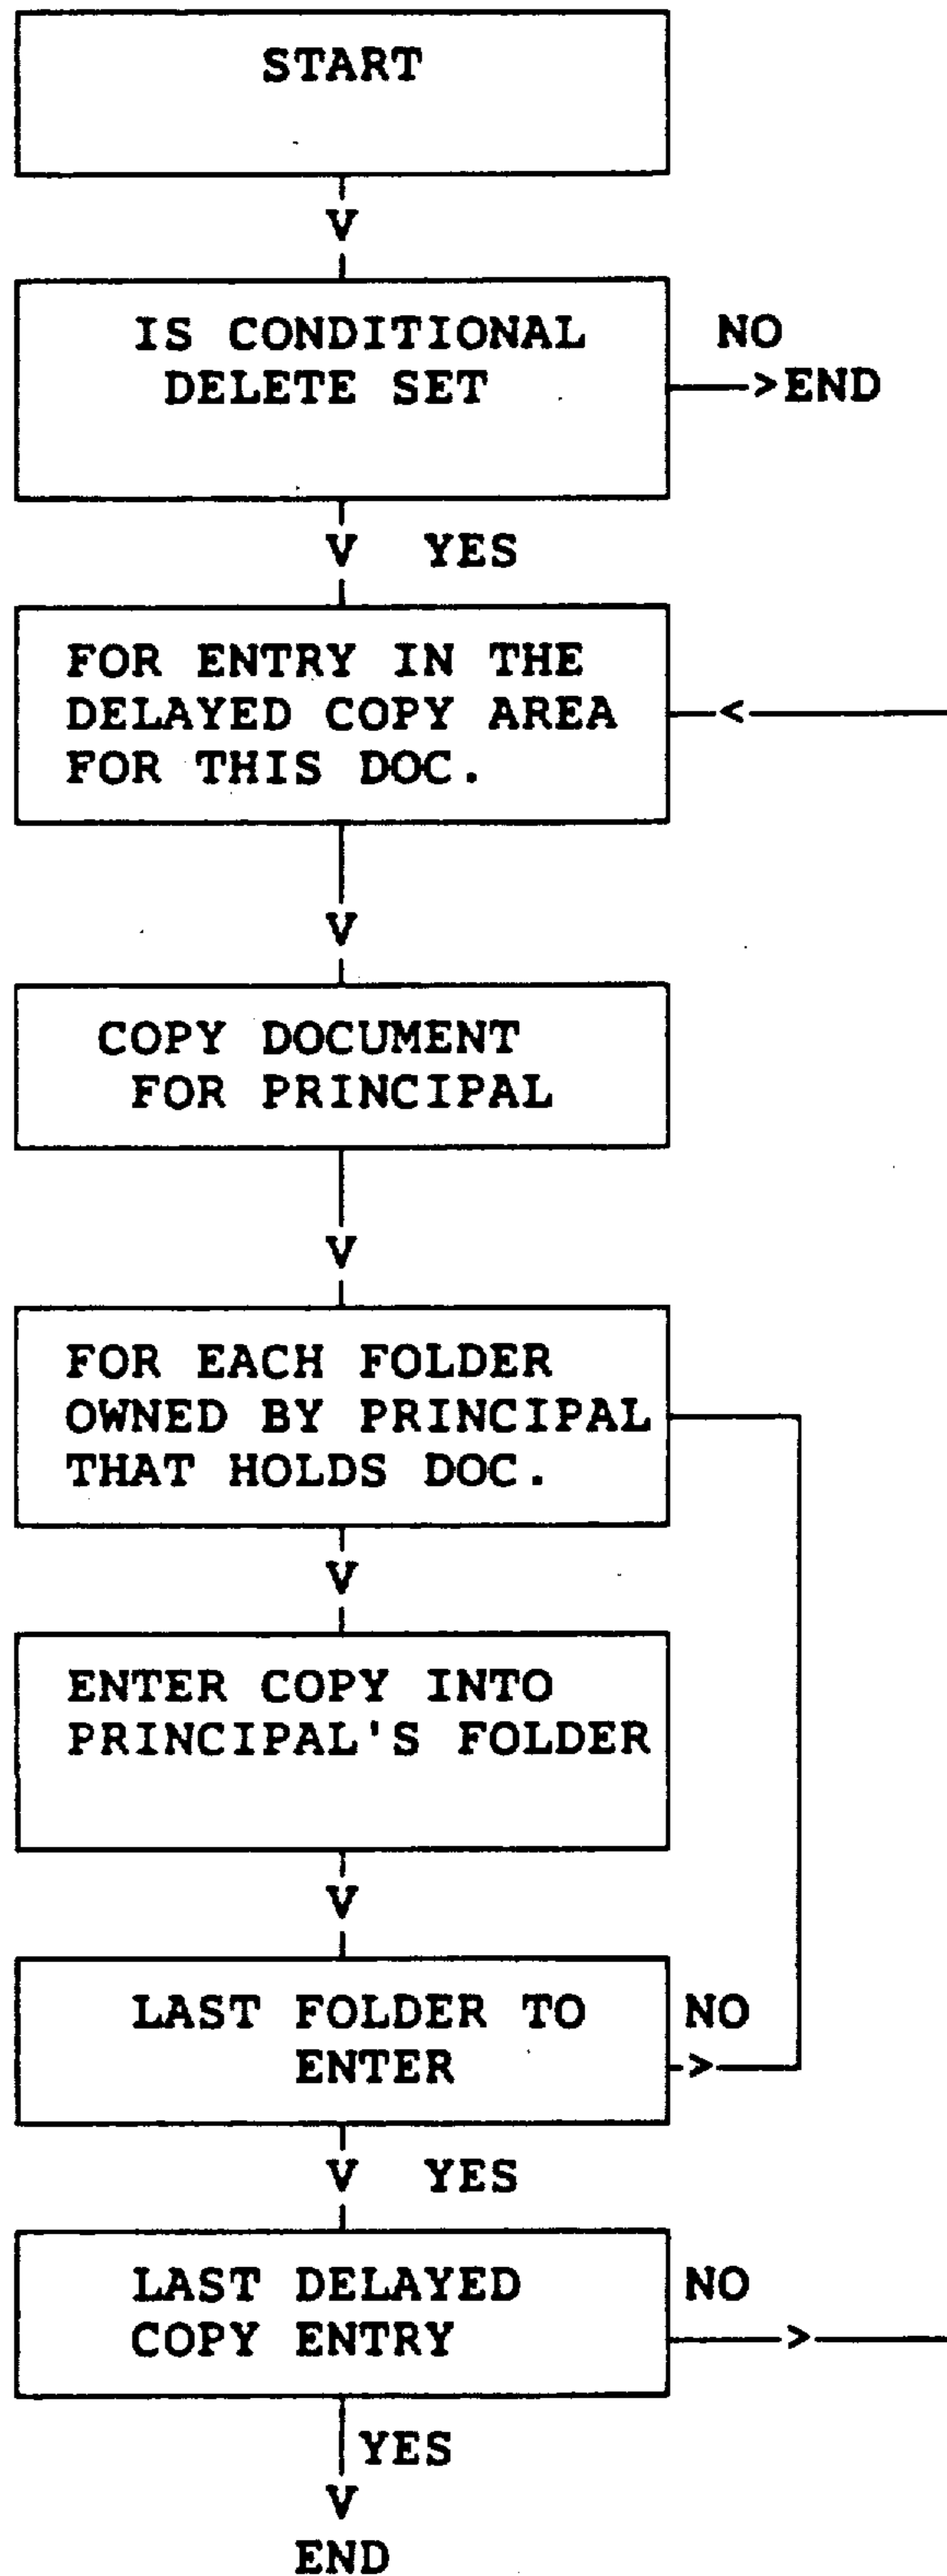 START
V
IS CONDITIONAL
DELETE SET
NO
>END
V YES
FOR ENTRY IN THE
DELAYED COPY AREA
FOR THIS DOC.
<
V
COPY DOCUMENT
FOR PRINCIPAL
V
FOR EACH FOLDER
OWNED BY PRINCIPAL
THAT HOLDS DOC.
V
ENTER COPY INTO
PRINCIPAL'S FOLDER
V
LAST FOLDER TO
ENTER
NO
>
V YES
LAST DELAYED
COPY ENTRY
NO
>
YES
V
END